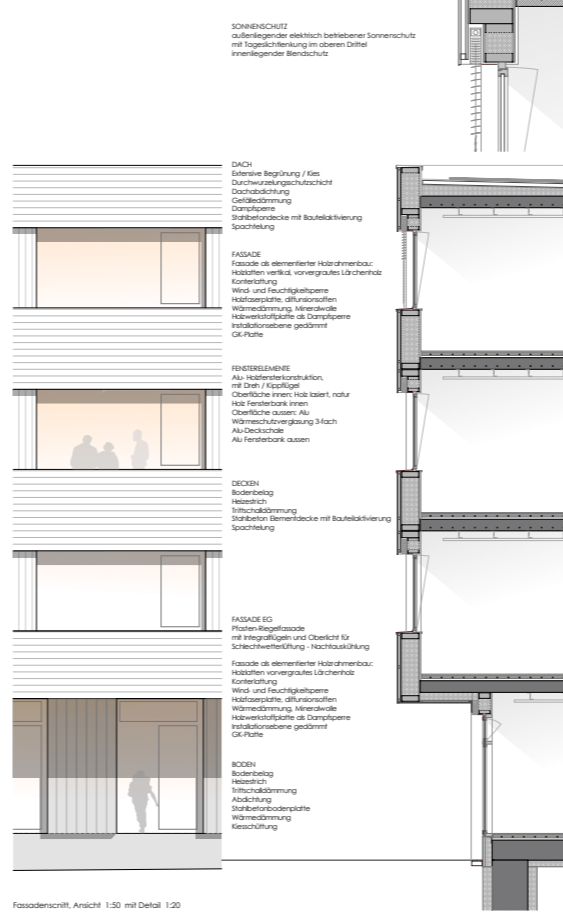 SONNENSCHUTZ
außenliegender elektrisch betriebener Sonnenschutz
mit Tageslichtlenkung im oberen Drittel
innenliegender Blendschutz
DACH
Extensive Begrünung / Kies
Durchwurzelungsschutzschicht
Dachabdichtung
Gefälledämmung
Dampfsperre
Stahlbetondecke mit Bauteilaktivierung
Spachtelung
FASSADE
Fassade als elementierter Holzrahmenbau:
Holzlatten vertikal, vorvergrautes Lärchenholz
Konterlattung
Wind- und Feuchtigkeitsperre
Holzfaserplatte, diffunsionsoffen
Wärmedämmung, Mineralwolle
Holzwerkstoffplatte als Dampfsperre
Installationsebene gedämmt
GK-Platte
FENSTERELEMENTE
Alu- Holzfensterkonstruktion,
mit Dreh / Kippflügel
Oberfläche innen: Holz lasiert, natur
Holz Fensterbank innen
Oberfläche aussen: Alu
Wärmeschutzverglasung 3-fach
Alu-Deckschale
Alu Fensterbank aussen
DECKEN
Bodenbelag
Heizestrich
Trittschalldämmung
Stahlbeton Elementdecke mit Bauteilaktivierung
Spachtelung
FASSADE EG
Pfosten-Riegelfassade
mit Integralflügeln und Oberlicht für
Schlechtwetterlüftung - Nachtauskühlung
Fassade als elementierter Holzrahmenbau:
Holzlatten vorvergrautes Lärchenholz
Konterlattung
Wind- und Feuchtigkeitsperre
Holzfaserplatte, diffunsionsoffen
Wärmedämmung, Mineralwolle
Holzwerkstoffplatte als Dampfsperre
Installationsebene gedämmt
GK-Platte
BODEN
Bodenbelag
Heizestrich
Trittschalldämmung
Abdichtung
Stahlbetonbodenplatte
Wärmedämmung
Kiesschüttung
Fassadenscnitt, Ansicht 1:50 mit Detail 1:20